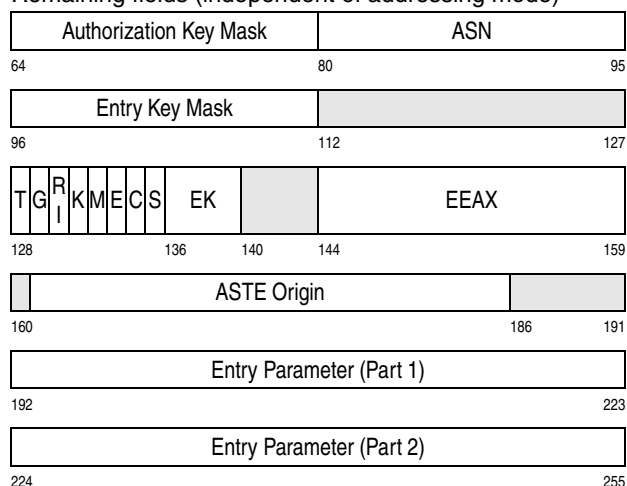 Remaining fields (independent of addressing mode)
Authorization Key Mask ASN
64 80 95
Entry Key Mask
96 112 127
T G R I K M E C S EK EEAX
128 136 140 144 159
ASTE Origin
160 186 191
Entry Parameter (Part 1)
192 223
Entry Parameter (Part 2)
224 255